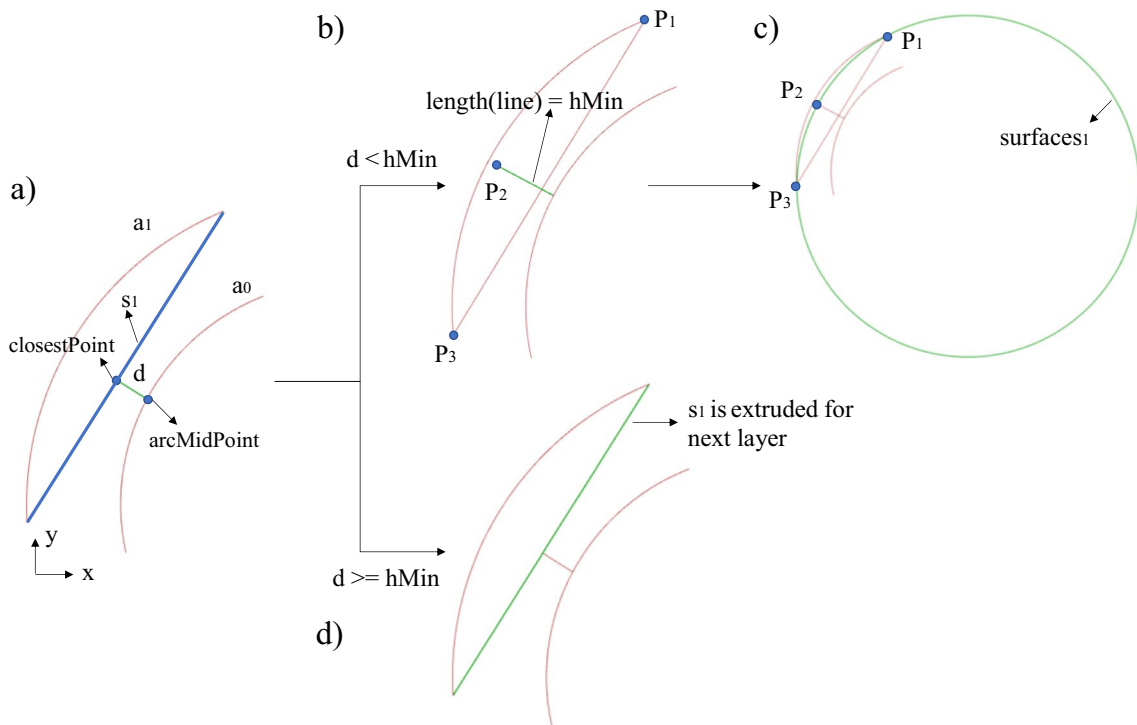 a)
a1
a0
s1
closestPoint
d
arcMidPoint
y
x
b)
P1
length(line) = hMin
d < hMin
P2
P3
c)
P1
P2
surfaces1
P3
d >= hMin
d)
s1 is extruded for
next layer